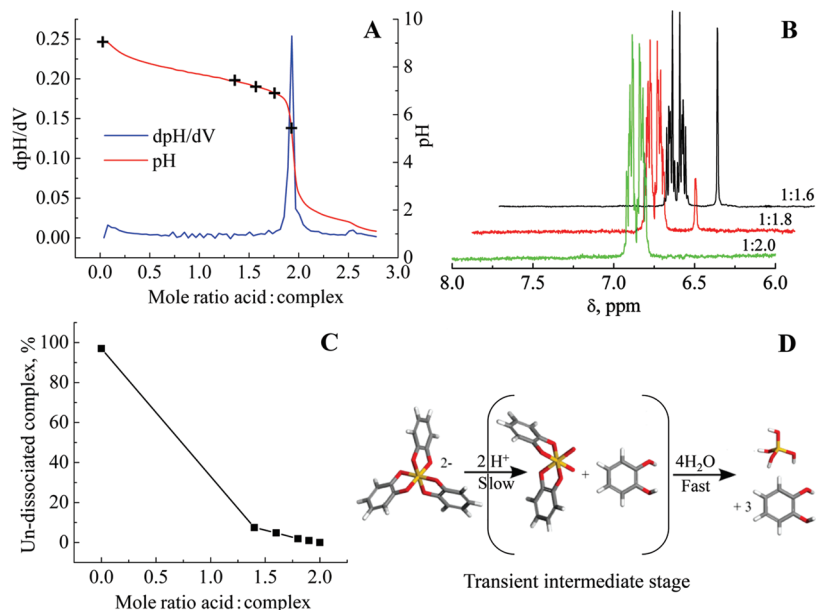 A
0.25
0.20
0.15
0.10
0.05
0.00
dpH/dV
dpH/dV
pH
10
8
6
4
2
0
pH
0.0 0.5 1.0 1.5 2.0 2.5 3.0
Mole ratio acid : complex
B
1:1.6
1:1.8
1:2.0
8.0 7.5 7.0 6.5 6.0
δ, ppm
C
100
80
60
40
20
0
Un-dissociated complex, %
0.0 0.5 1.0 1.5 2.0
Mole ratio acid : complex
D
2-
2 H+
Slow
+
4H2O
Fast
+ 3
Transient intermediate stage